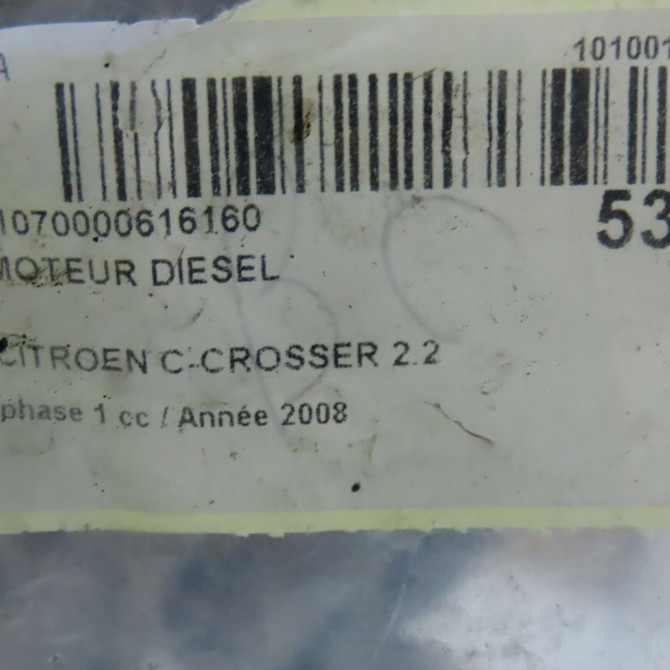 A
101001
1070000616160
53
MOTEUR DIESEL
CITROEN C-CROSSER 2.2
phase 1 cc / Année 2008